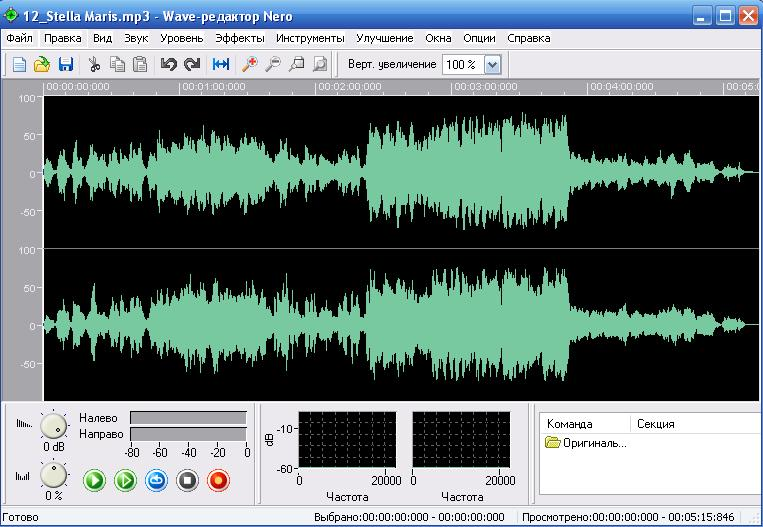 12_Stella Maris.mp3 - Wave-редактор Nero
Файл Правка Вид Звук Уровень Эффекты Инструменты Улучшение Окна Опции Справка
Верт. увеличение 100 %
00:00:00:000 00:01:00:000 00:02:00:000 00:03:00:000 00:04:00:000 00:05:0
100
50
0
-50
100
50
0
-50
Налево
Направо
0 dB
-80 -60 -40 -20 0
0 %
dB
-10
-60
0 20000
Частота
0 20000
Частота
Команда Секция
Оригиналь...
Готово Выбрано:00:00:00:000 - 00:00:00:000 Просмотрено:00:00:00:000 - 00:05:15:846